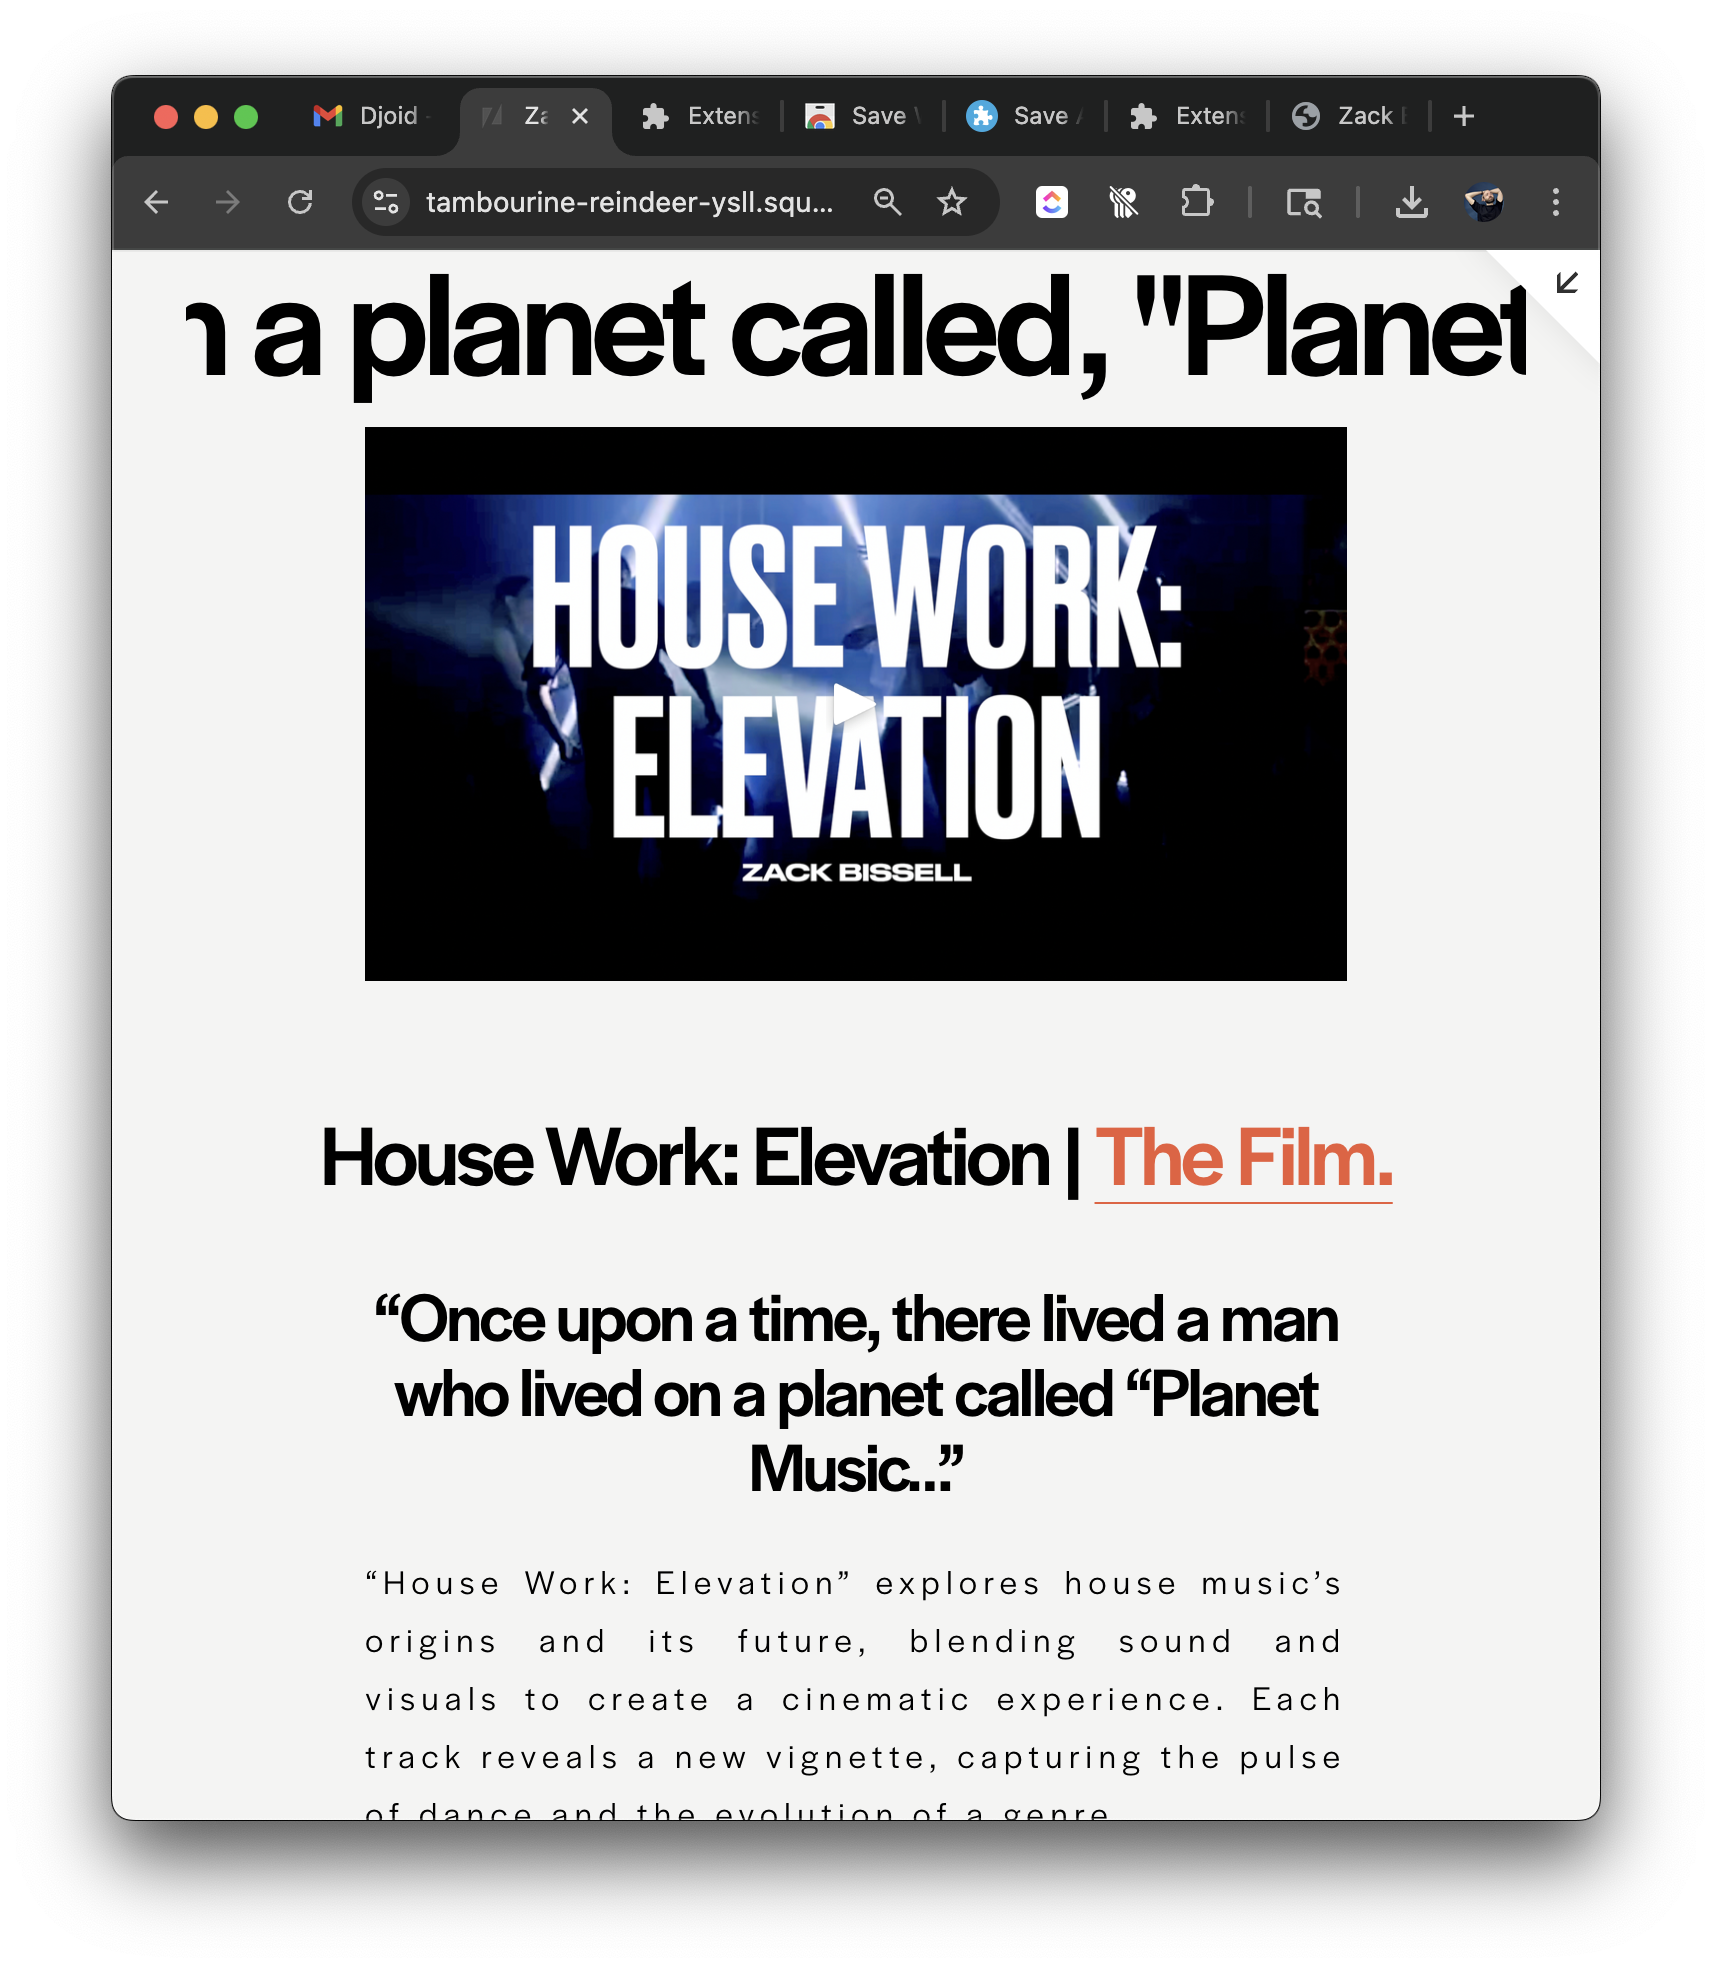 Djoid
Za
Extens
Save
Save
Extens
Zack
tambourine-reindeer-ysll.squ...
a planet called, "Planet
HOUSE WORK:
ELEVATION
ZACK BISSELL
House Work: Elevation | The Film.
“Once upon a time, there lived a man
who lived on a planet called “Planet
Music...”
“House Work: Elevation” explores house music’s
origins and its future, blending sound and
visuals to create a cinematic experience. Each
track reveals a new vignette, capturing the pulse
of dance and the evolution of a genre